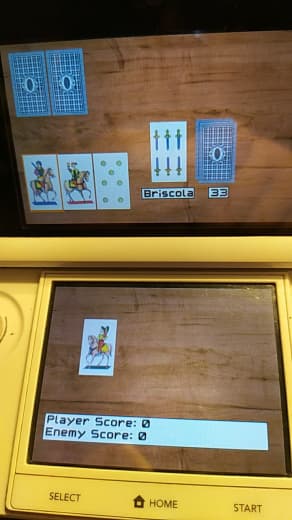 Briscola 33
Player Score: 0
Enemy Score: 0
SELECT HOME START